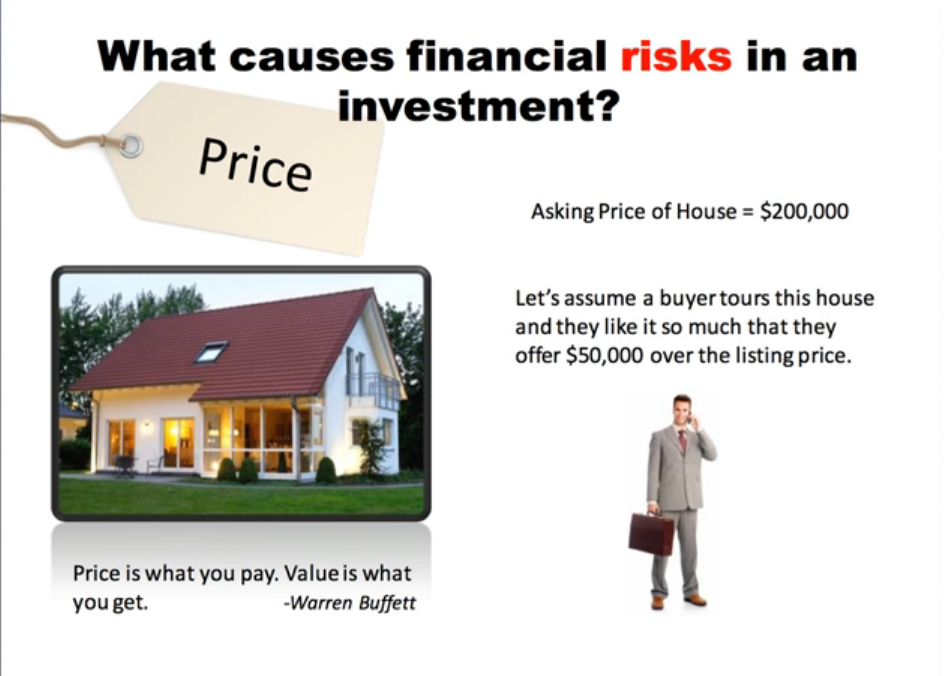 What causes financial risks in an
investment?
Price
Asking Price of House = $200,000
Let's assume a buyer tours this house
and they like it so much that they
offer $50,000 over the listing price.
Price is what you pay. Value is what
you get. -Warren Buffett